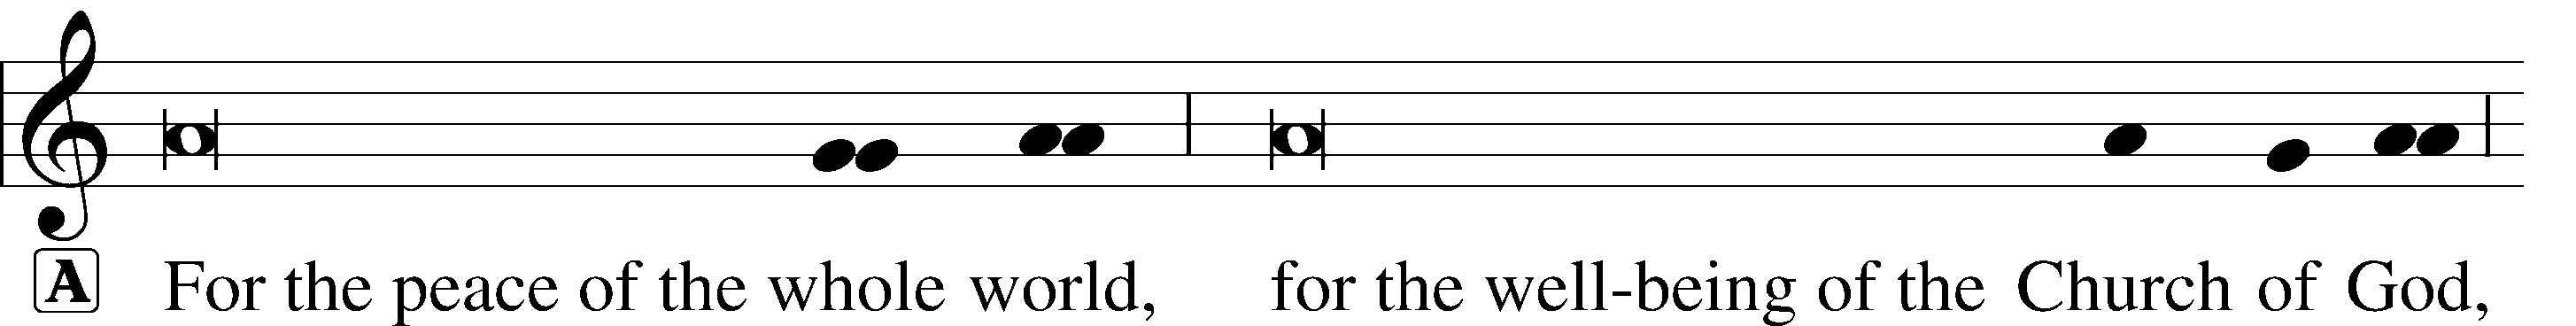 A For the peace of the whole world, for the well-being of the Church of God,